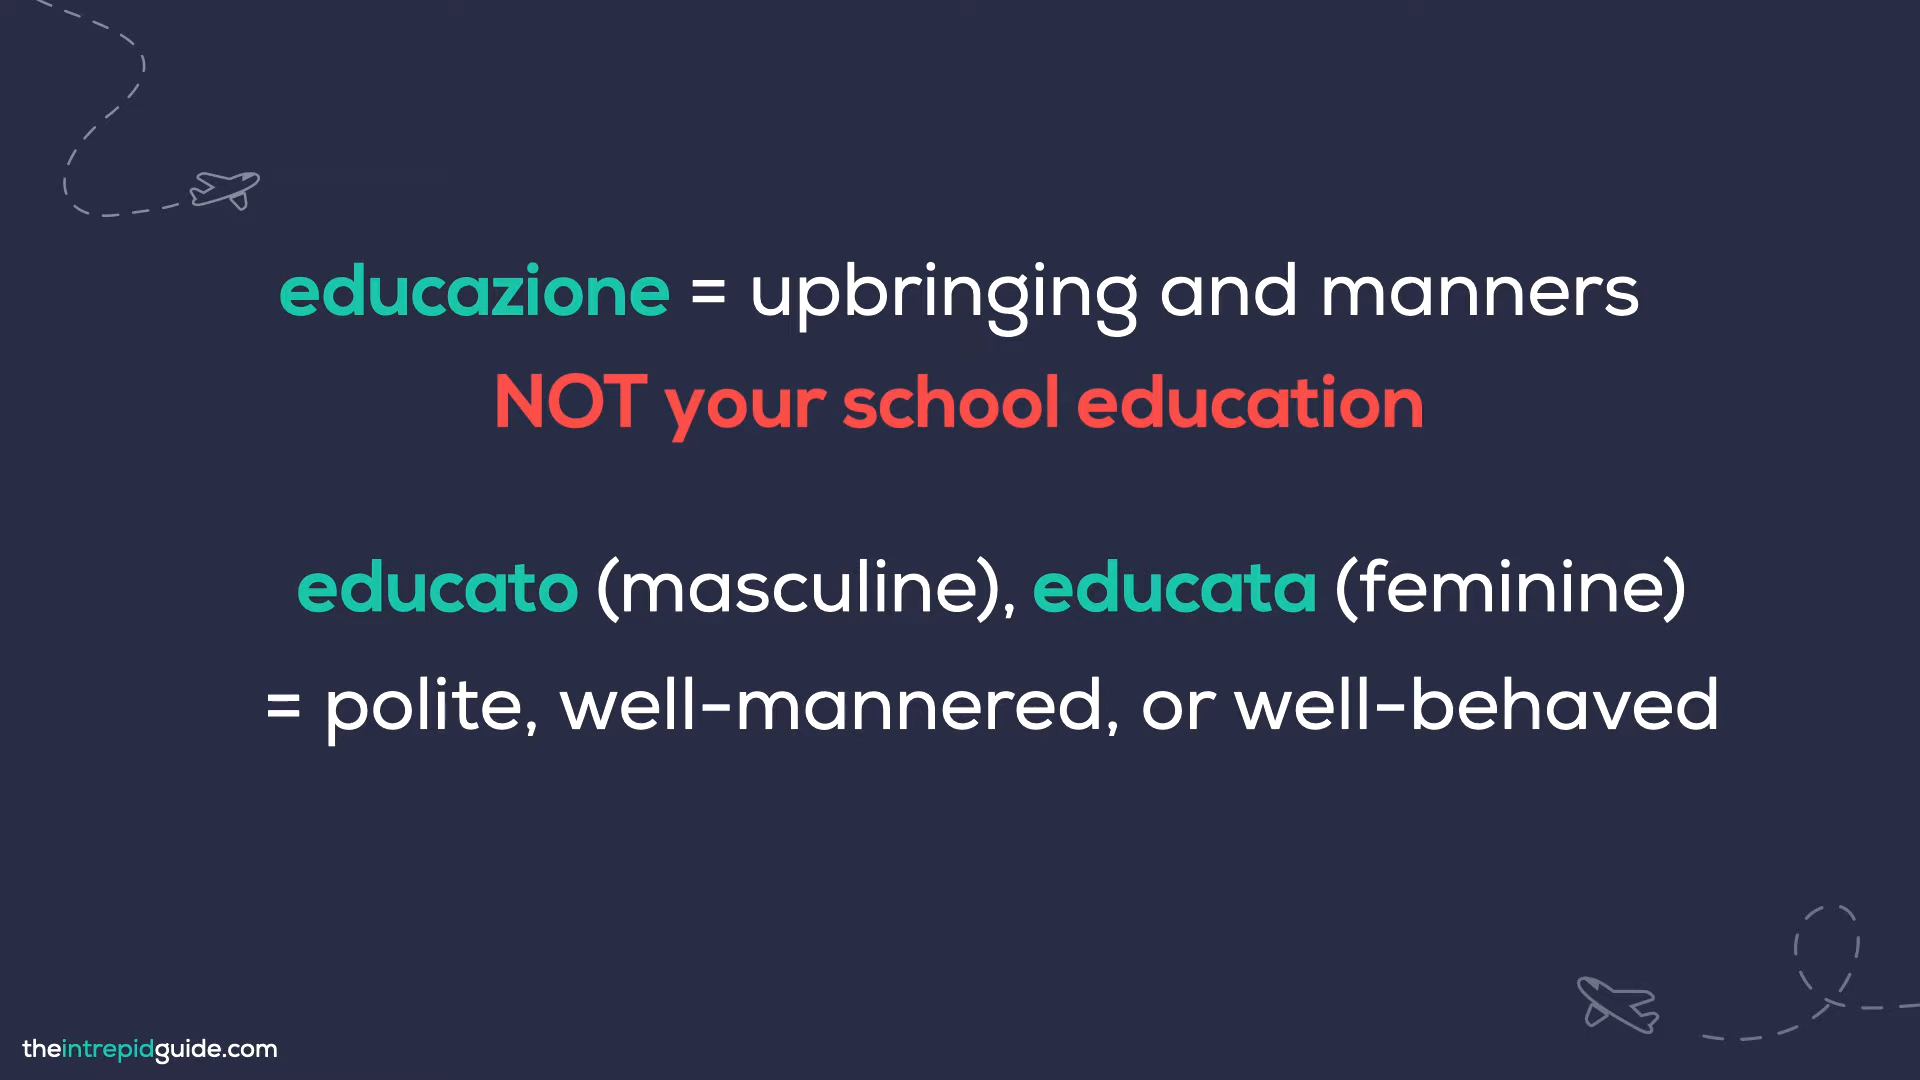 educazione = upbringing and manners
NOT your school education
educato (masculine), educata (feminine)
= polite, well-mannered, or well-behaved
theintrepidguide.com